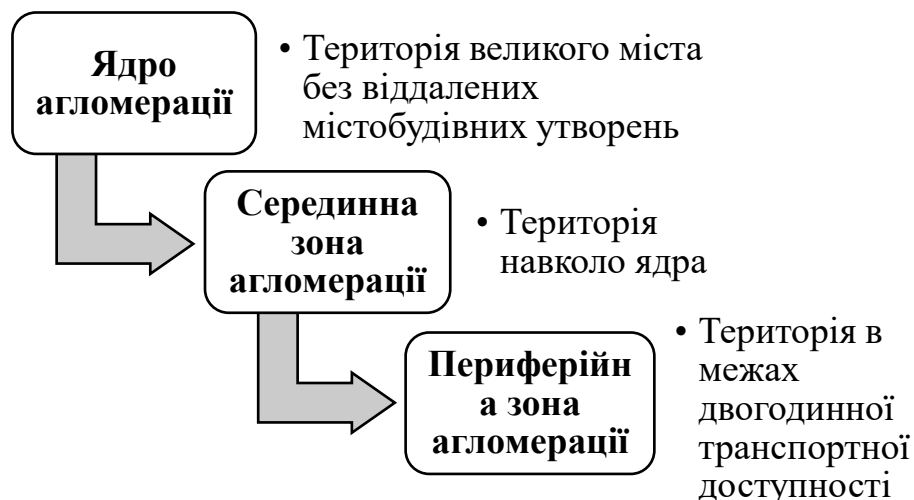 Ядро
агломерації
• Територія великого міста
без віддалених
містобудівних утворень
Серединна
зона
агломерації
• Територія
навколо ядра
Периферійн
а зона
агломерації
• Територія в
межах
двогодинної
транспортної
доступності